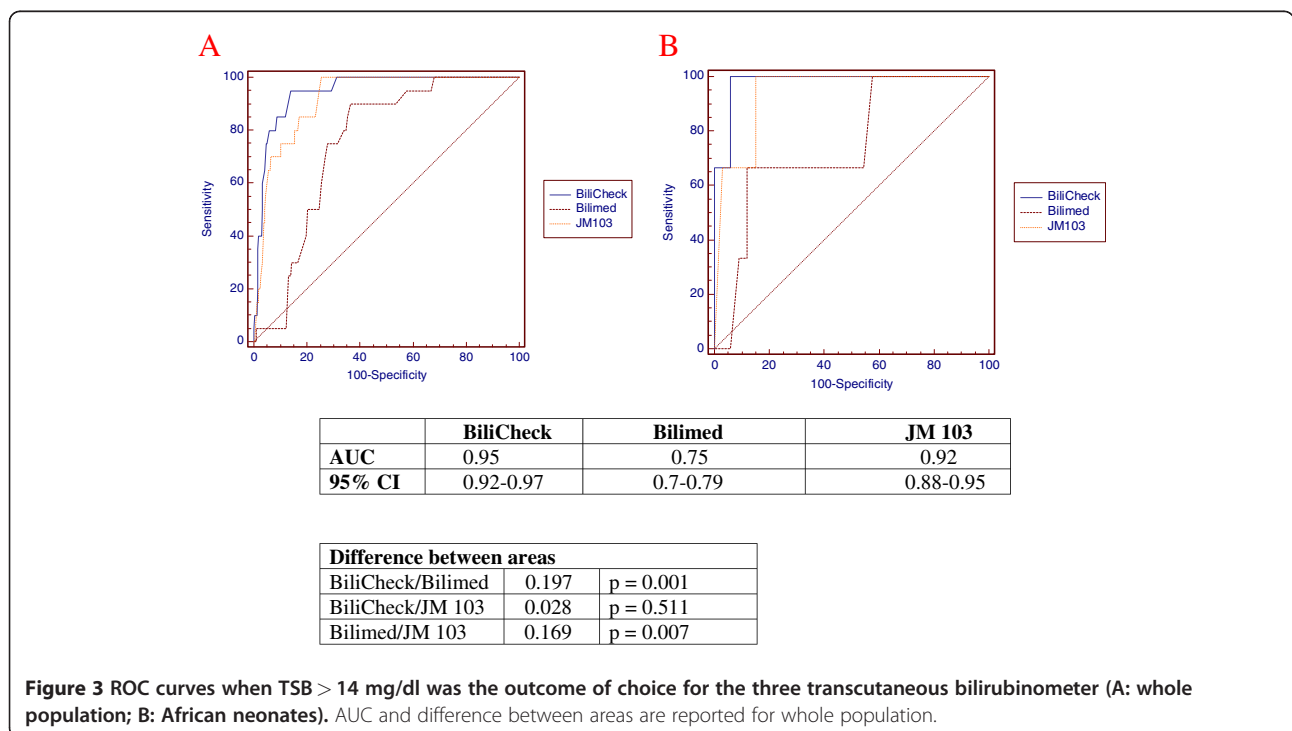 A
B
100
80
60
40
20
0
Sensitivity
0 20 40 60 80 100
100-Specificity
BiliCheck
Bilimed
JM103
100
80
60
40
20
0
Sensitivity
0 20 40 60 80 100
100-Specificity
BiliCheck
Bilimed
JM103
BiliCheck Bilimed JM 103
AUC 0.95 0.75 0.92
95% CI 0.92-0.97 0.7-0.79 0.88-0.95
Difference between areas
BiliCheck/Bilimed 0.197 p = 0.001
BiliCheck/JM 103 0.028 p = 0.511
Bilimed/JM 103 0.169 p = 0.007
Figure 3 ROC curves when TSB > 14 mg/dl was the outcome of choice for the three transcutaneous bilirubinometer (A: whole
population; B: African neonates). AUC and difference between areas are reported for whole population.